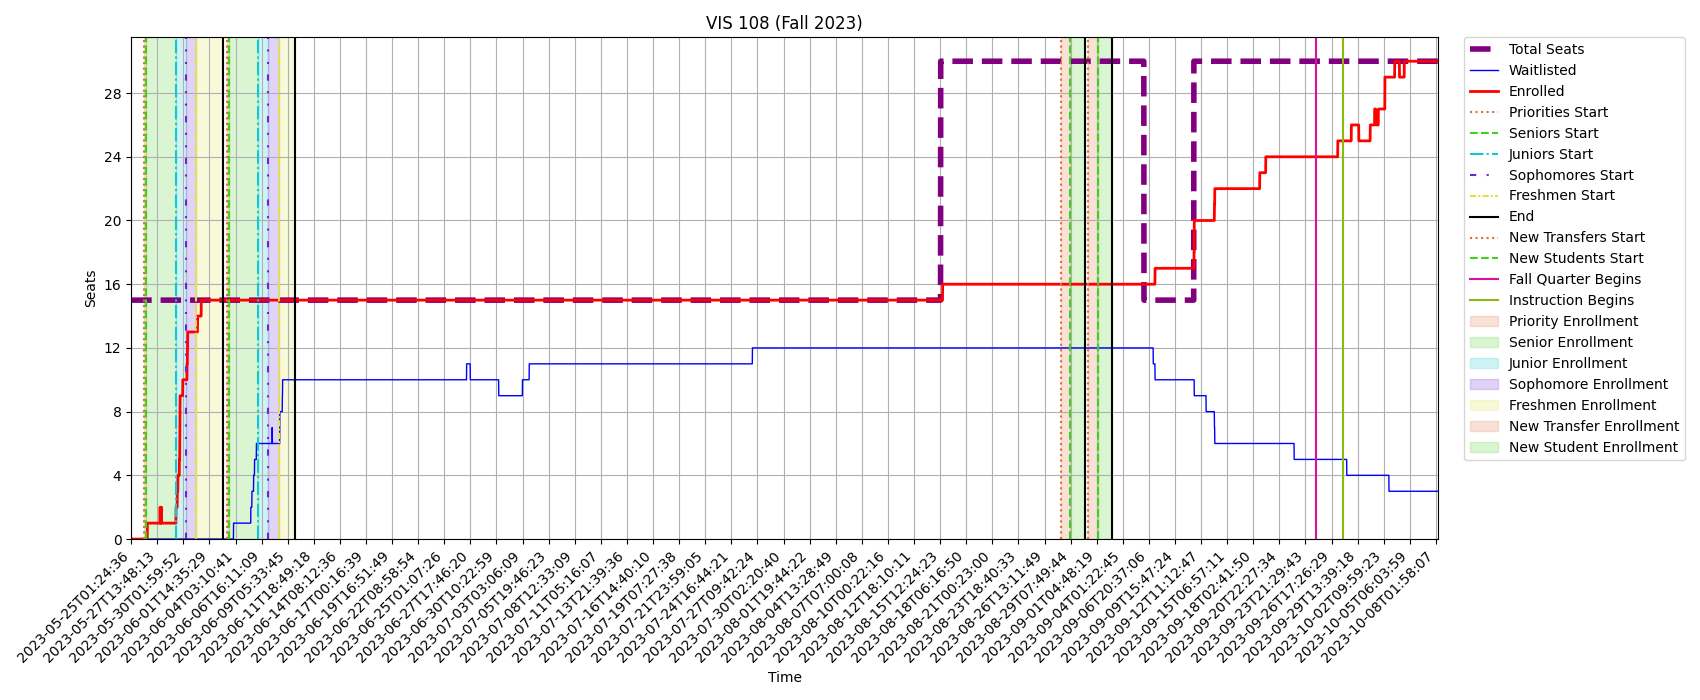 VIS 108 (Fall 2023)
Seats
28
24
20
16
12
8
4
0
2023-05-25T01:24:36
2023-05-27T13:48:13
2023-05-30T01:59:52
2023-06-01T14:35:29
2023-06-04T03:10:41
2023-06-06T16:11:09
2023-06-09T05:33:45
2023-06-11T18:49:18
2023-06-14T08:12:36
2023-06-17T00:16:39
2023-06-19T16:51:49
2023-06-22T08:58:54
2023-06-25T01:07:26
2023-06-27T17:46:20
2023-06-30T10:22:59
2023-07-03T03:06:09
2023-07-05T19:46:23
2023-07-08T12:33:09
2023-07-11T05:16:07
2023-07-13T21:39:36
2023-07-16T14:40:10
2023-07-19T07:27:38
2023-07-21T23:59:05
2023-07-24T16:44:21
2023-07-27T09:42:24
2023-07-30T02:20:40
2023-08-01T19:44:22
2023-08-04T13:28:49
2023-08-07T07:00:08
2023-08-10T00:22:16
2023-08-12T18:10:11
2023-08-15T12:24:23
2023-08-18T06:16:50
2023-08-21T00:23:00
2023-08-23T18:40:33
2023-08-26T13:11:49
2023-08-29T07:49:44
2023-09-01T04:48:19
2023-09-04T01:22:45
2023-09-06T20:37:06
2023-09-09T15:47:24
2023-09-12T11:12:47
2023-09-15T06:57:11
2023-09-18T02:41:50
2023-09-20T22:27:34
2023-09-23T21:29:43
2023-09-26T17:26:29
2023-09-29T13:39:18
2023-10-02T09:59:23
2023-10-05T06:03:59
2023-10-08T01:58:07
Time
Total Seats
Waitlisted
Enrolled
Priorities Start
Seniors Start
Juniors Start
Sophomores Start
Freshmen Start
End
New Transfers Start
New Students Start
Fall Quarter Begins
Instruction Begins
Priority Enrollment
Senior Enrollment
Junior Enrollment
Sophomore Enrollment
Freshmen Enrollment
New Transfer Enrollment
New Student Enrollment